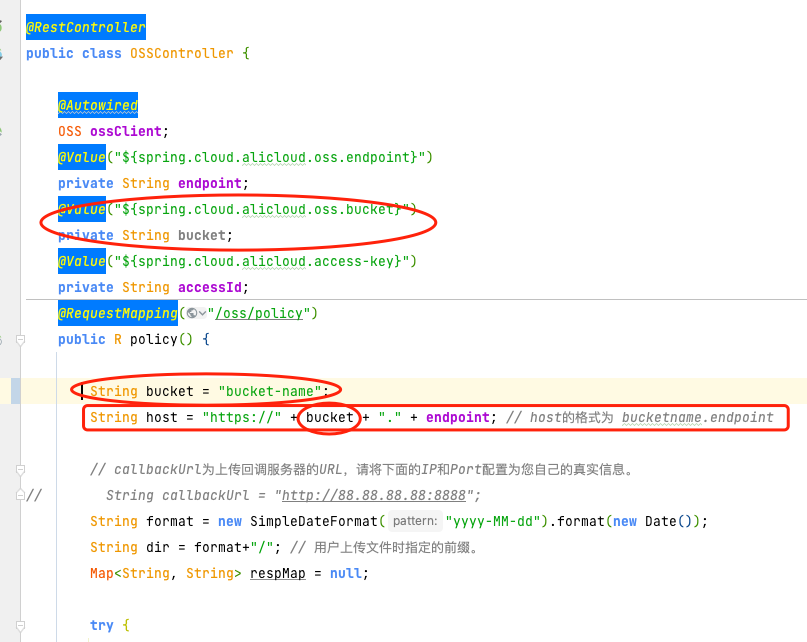 @RestController
public class OSSController {
@Autowired
OSS ossClient;
@Value("${spring.cloud.alicloud.oss.endpoint}")
private String endpoint;
@Value("${spring.cloud.alicloud.oss.bucket}")
private String bucket;
@Value("${spring.cloud.alicloud.access-key}")
private String accessId;
@RequestMapping("/oss/policy")
public R policy() {
String bucket = "bucket-name";
String host = "https://" + bucket + "." + endpoint; // host的格式为 bucketname.endpoint
// callbackUrl为上传回调服务器的URL，请将下面的IP和Port配置为您自己的真实信息。
// String callbackUrl = "http://88.88.88.88:8888";
String format = new SimpleDateFormat( pattern: "yyyy-MM-dd").format(new Date());
String dir = format+"/"; // 用户上传文件时指定的前缀。
Map<String, String> respMap = null;
try {